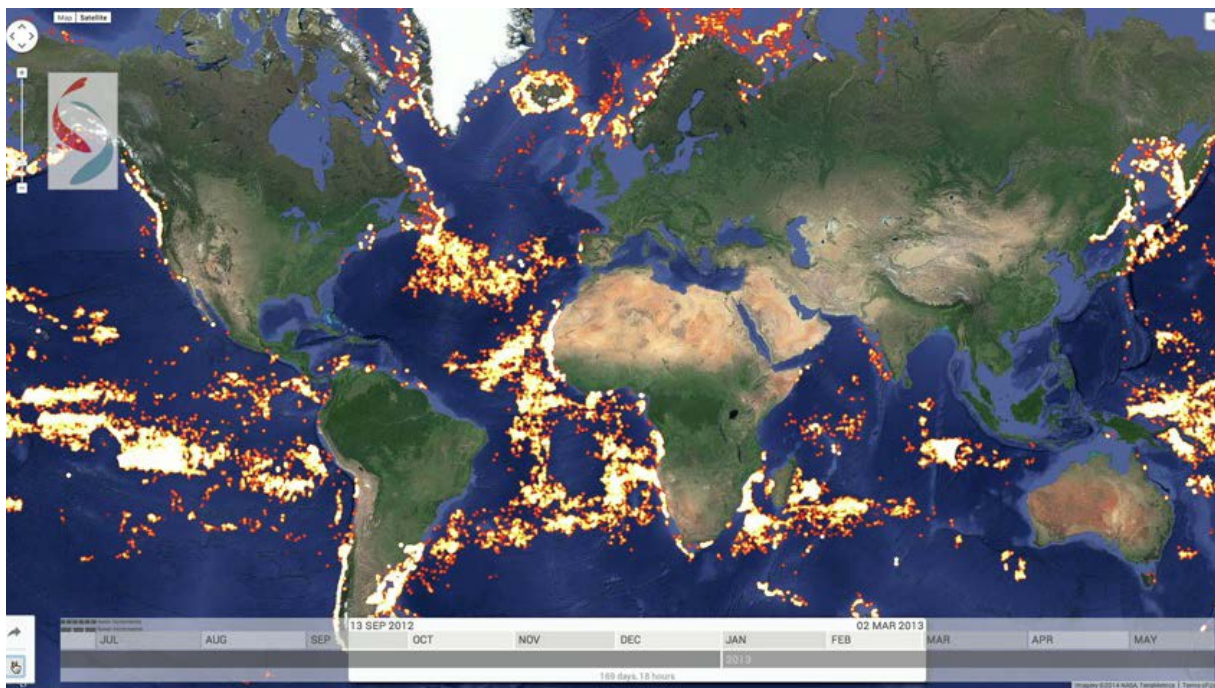 Map Satellite
13 SEP 2012 02 MAR 2013
JUL AUG SEP OCT NOV DEC JAN FEB MAR APR MAY
2013
169 days, 18 hours